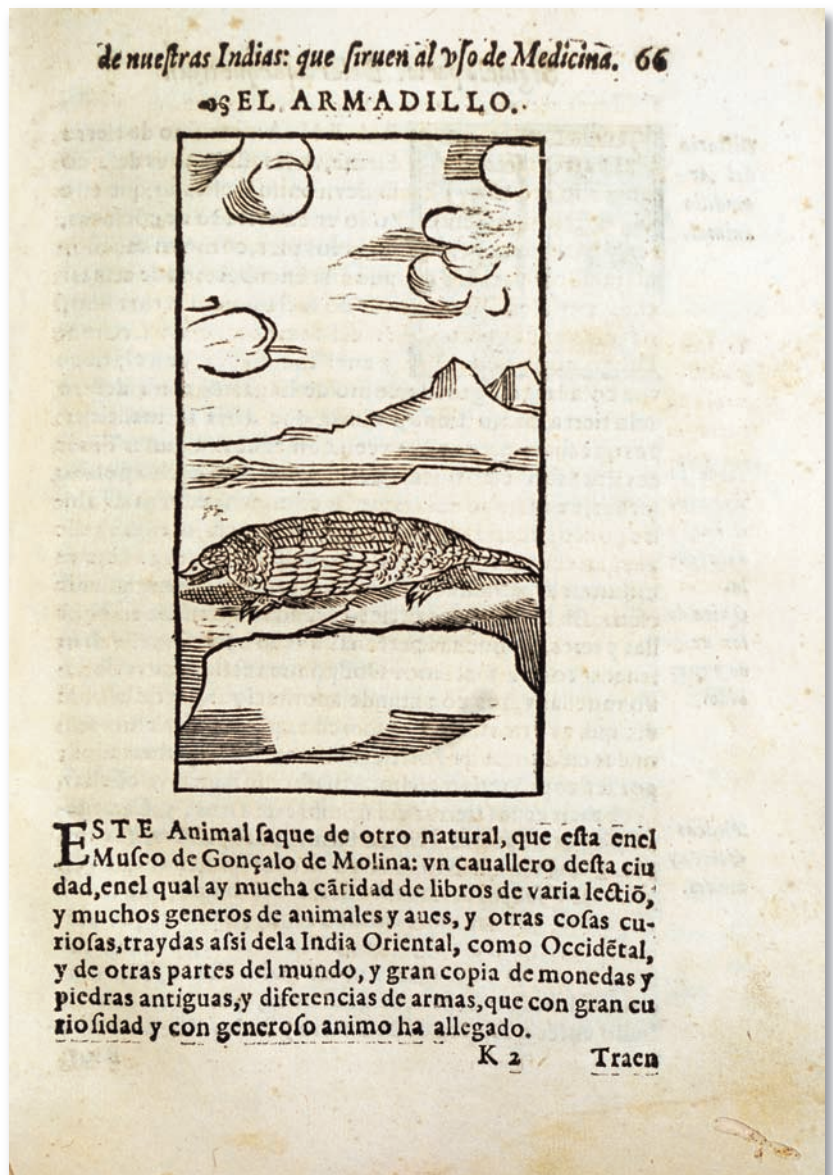 de nueſtras Indias: que ſiruen al vſo de Medicina. 66
EL ARMADILLO.
ESTE Animal ſaque de otro natural, que eſta enel
Muſeo de Gonçalo de Molina: vn cauallero deſta ciu
dad, enel qual ay mucha cãtidad de libros de varia lectiõ,
y muchos generos de animales y aues, y otras coſas cu-
rioſas, traydas aſsi dela India Oriental, como Occidẽtal,
y de otras partes del mundo, y gran copia de monedas y
piedras antiguas, y diferencias de armas, que con gran cu
rioſidad y con generoſo animo ha allegado.
K 2 Traen